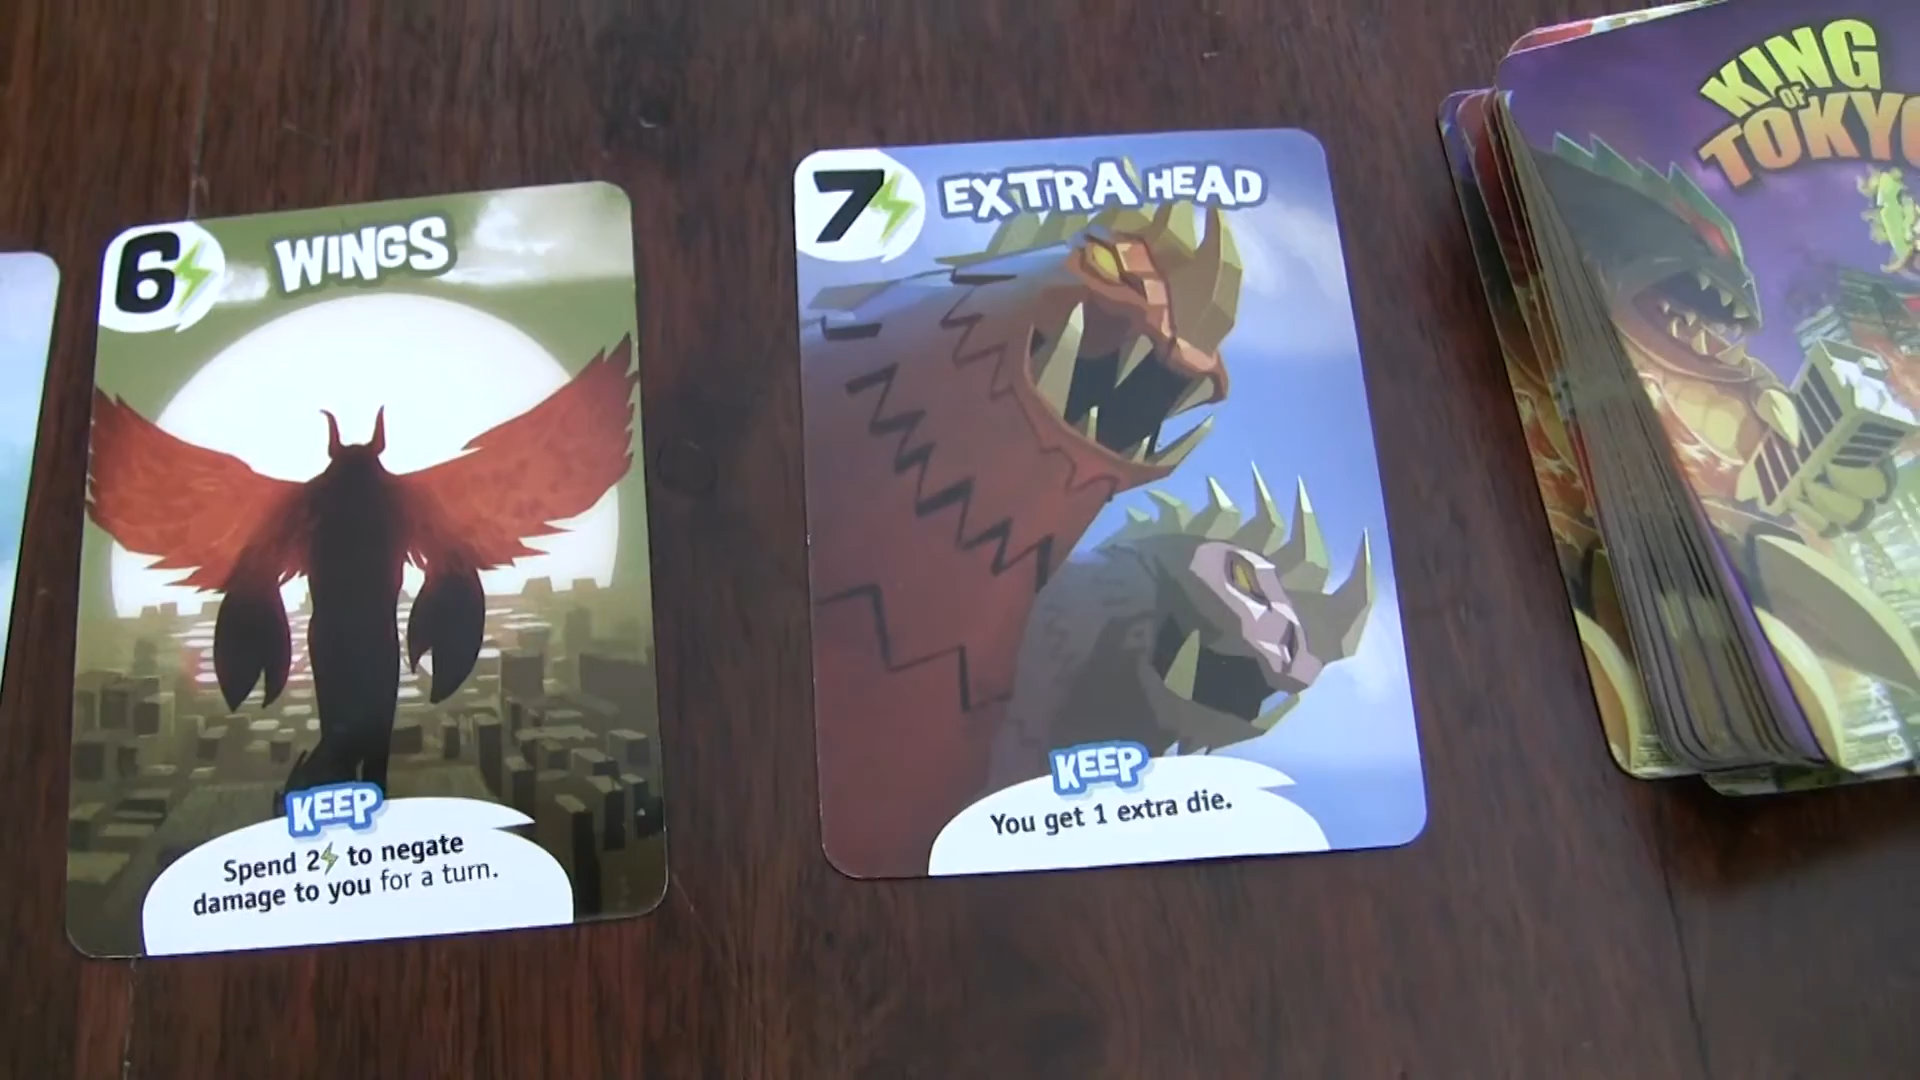 6
WINGS
KEEP
Spend 2 to negate
damage to you for a turn.
7
EXTRA HEAD
KEEP
You get 1 extra die.
KING
OF
TOKYO